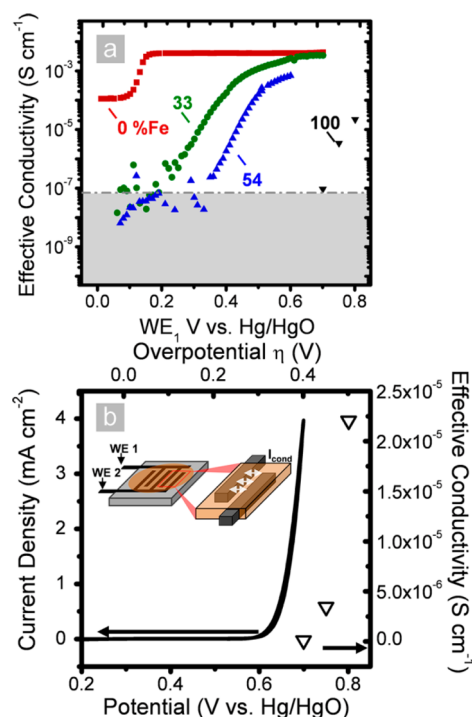 a
Effective Conductivity (S cm⁻¹)
10⁻³
10⁻⁵
10⁻⁷
10⁻⁹
0 %Fe
33
54
100
0.0 0.2 0.4 0.6 0.8
WE₁ V vs. Hg/HgO
Overpotential η (V)
0.0 0.2 0.4
b
Current Density (mA cm⁻²)
4
3
2
1
0
WE 1
WE 2
I_cond
2.5x10⁻⁵
2.0x10⁻⁵
1.5x10⁻⁵
1.0x10⁻⁵
5.0x10⁻⁶
0.0
Effective Conductivity (S cm⁻¹)
0.2 0.4 0.6 0.8
Potential (V vs. Hg/HgO)